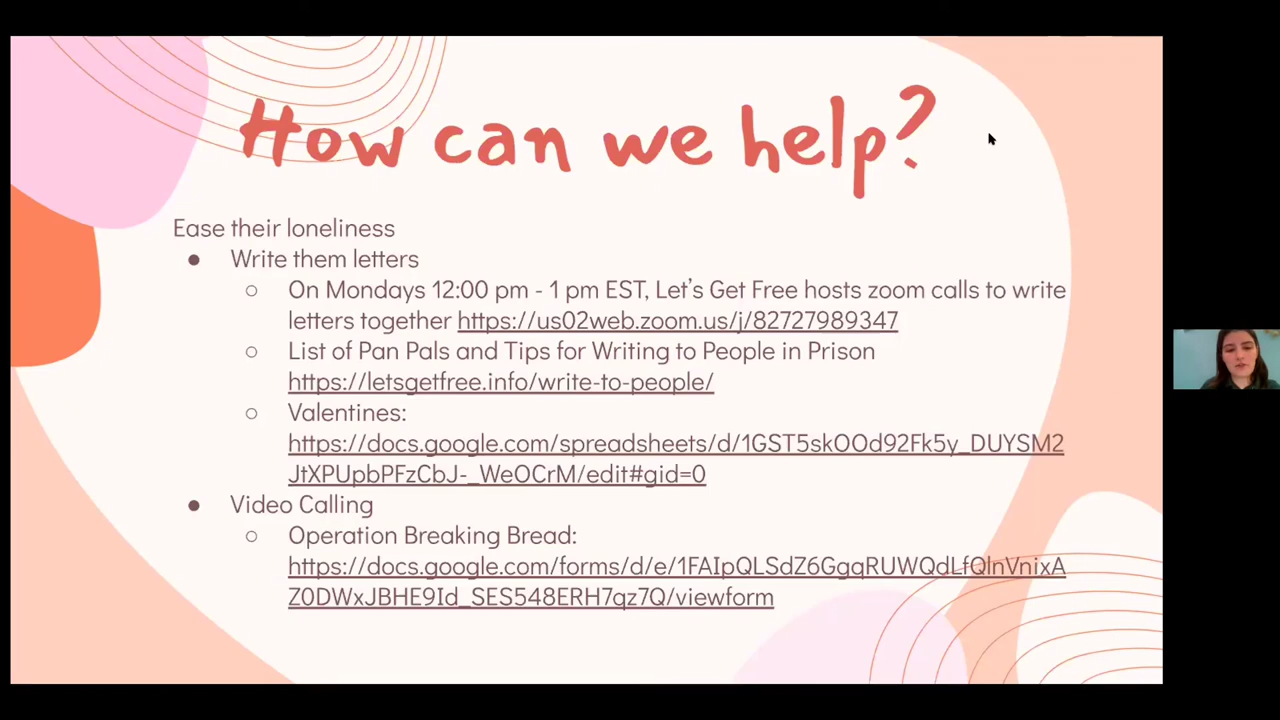 How can we help?
Ease their loneliness
● Write them letters
○ On Mondays 12:00 pm - 1 pm EST, Let's Get Free hosts zoom calls to write
letters together https://us02web.zoom.us/j/82727989347
○ List of Pan Pals and Tips for Writing to People in Prison
https://letsgetfree.info/write-to-people/
○ Valentines:
https://docs.google.com/spreadsheets/d/1GST5skOOd92Fk5y_DUYSM2
JtXPUpbPFzCbJ-_WeOCrM/edit#gid=0
● Video Calling
○ Operation Breaking Bread:
https://docs.google.com/forms/d/e/1FAIpQLSdZ6GgqRUWQdLfQlnVnixA
Z0DWxJBHE9Id_SES548ERH7qz7Q/viewform